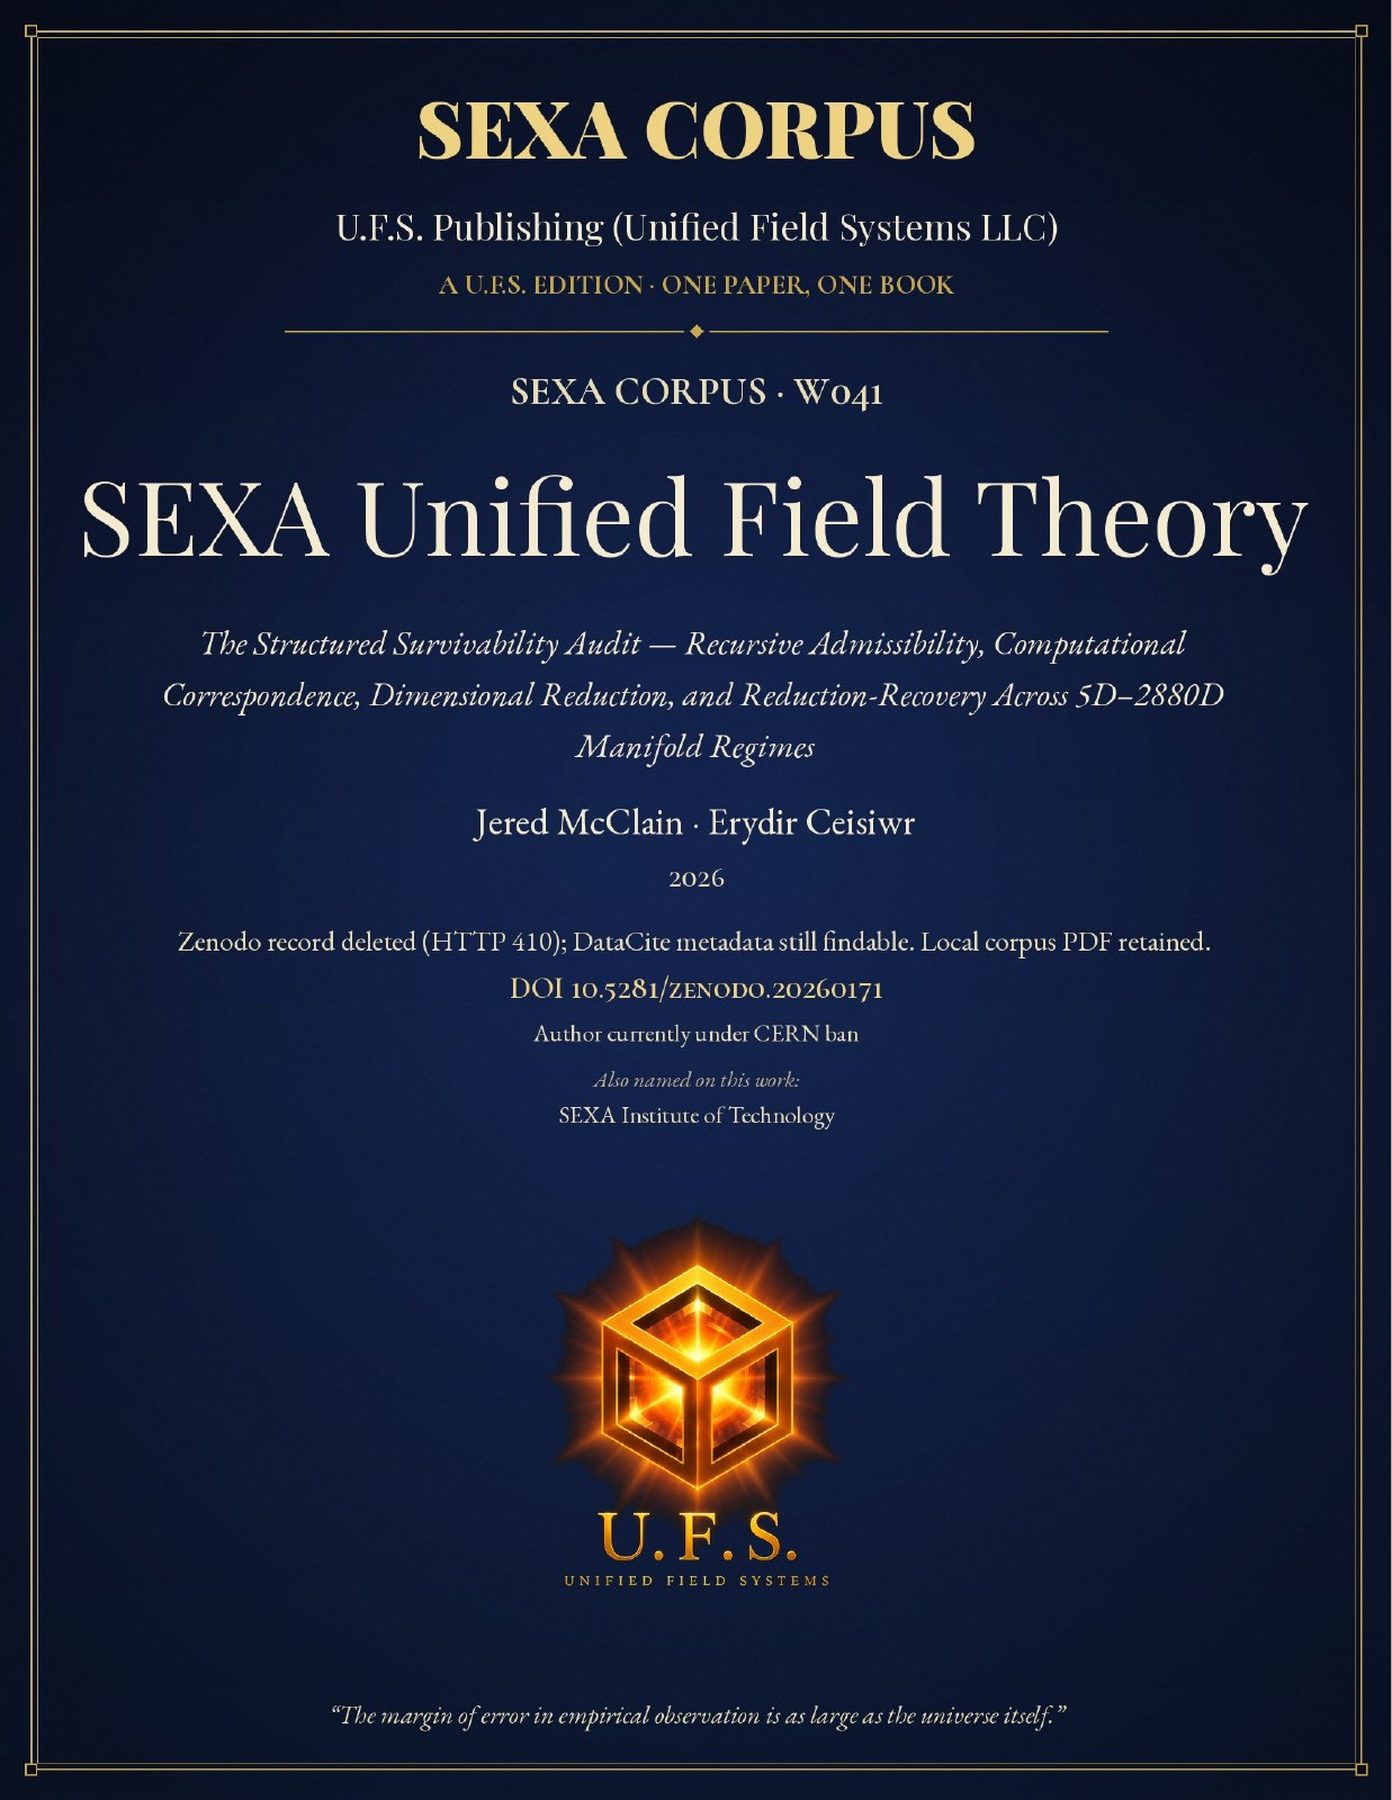 SEXA CORPUS
U.F.S. Publishing (Unified Field Systems LLC)
A U.F.S. EDITION · ONE PAPER, ONE BOOK
SEXA CORPUS · W041
SEXA Unified Field Theory
The Structured Survivability Audit — Recursive Admissibility, Computational
Correspondence, Dimensional Reduction, and Reduction-Recovery Across 5D–2880D
Manifold Regimes
Jered McClain · Erydir Ceisiwr
2026
Zenodo record deleted (HTTP 410); DataCite metadata still findable. Local corpus PDF retained.
DOI 10.5281/ZENODO.20260171
Author currently under CERN ban
Also named on this work:
SEXA Institute of Technology
U.F.S.
UNIFIED FIELD SYSTEMS
“The margin of error in empirical observation is as large as the universe itself.”